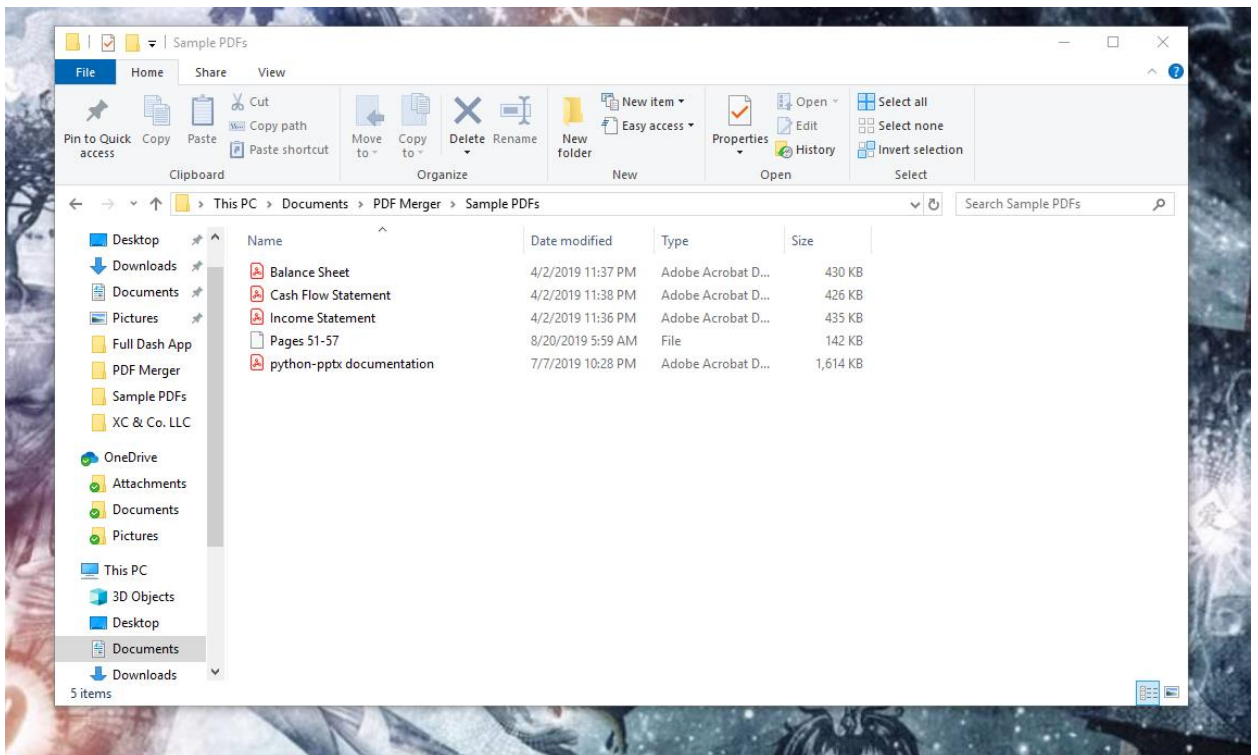 Sample PDFs
File Home Share View
Pin to Quick access
Copy
Paste
Cut
Copy path
Paste shortcut
Move to
Copy to
Delete
Rename
New folder
New item
Easy access
Properties
Open
Edit
History
Select all
Select none
Invert selection
Clipboard Organize New Open Select
This PC > Documents > PDF Merger > Sample PDFs
Search Sample PDFs
Desktop
Downloads
Documents
Pictures
Full Dash App
PDF Merger
Sample PDFs
XC & Co. LLC
OneDrive
Attachments
Documents
Pictures
This PC
3D Objects
Desktop
Documents
Downloads
Name Date modified Type Size
Balance Sheet 4/2/2019 11:37 PM Adobe Acrobat D... 430 KB
Cash Flow Statement 4/2/2019 11:38 PM Adobe Acrobat D... 426 KB
Income Statement 4/2/2019 11:36 PM Adobe Acrobat D... 435 KB
Pages 51-57 8/20/2019 5:59 AM File 142 KB
python-pptx documentation 7/7/2019 10:28 PM Adobe Acrobat D... 1,614 KB
5 items
爱